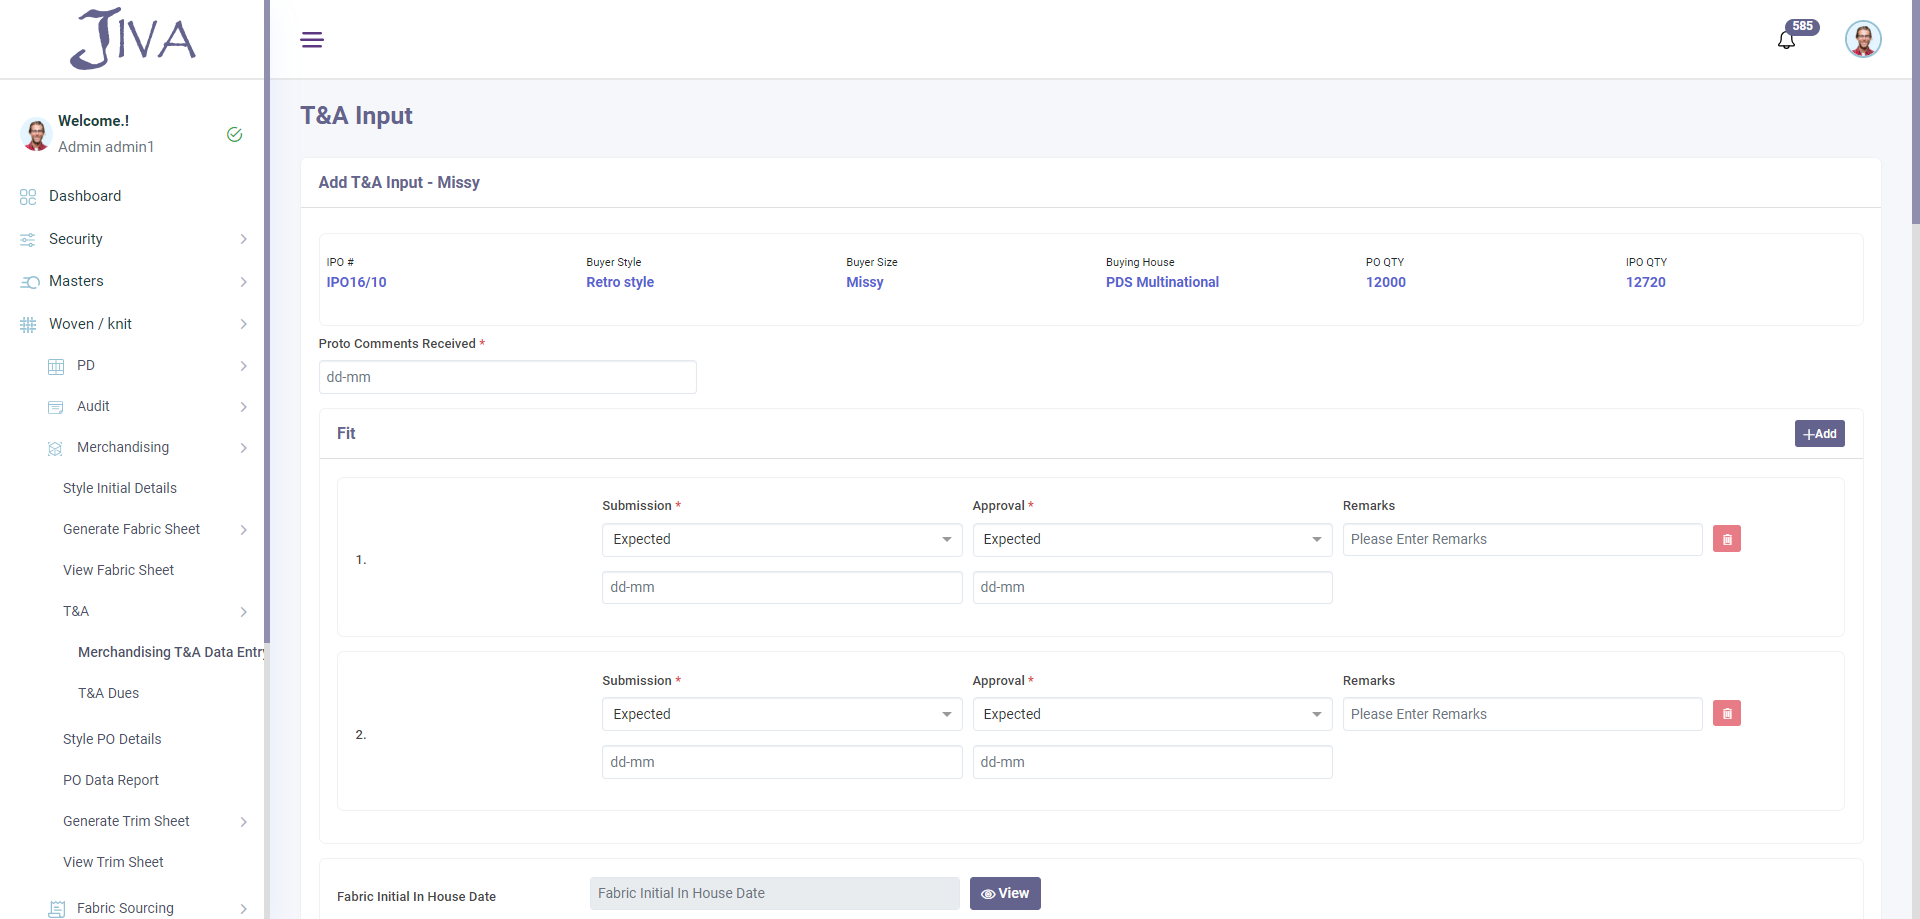 JIVA
585
Welcome.!
Admin admin1
Dashboard
Security
Masters
Woven / knit
PD
Audit
Merchandising
Style Initial Details
Generate Fabric Sheet
View Fabric Sheet
T&A
Merchandising T&A Data Entry
T&A Dues
Style PO Details
PO Data Report
Generate Trim Sheet
View Trim Sheet
Fabric Sourcing
T&A Input
Add T&A Input - Missy
IPO # Buyer Style Buyer Size Buying House PO QTY IPO QTY
IPO16/10 Retro style Missy PDS Multinational 12000 12720
Proto Comments Received *
dd-mm
Fit +Add
Submission * Approval * Remarks
Expected Expected Please Enter Remarks
1.
dd-mm dd-mm
Submission * Approval * Remarks
Expected Expected Please Enter Remarks
2.
dd-mm dd-mm
Fabric Initial In House Date Fabric Initial In House Date View